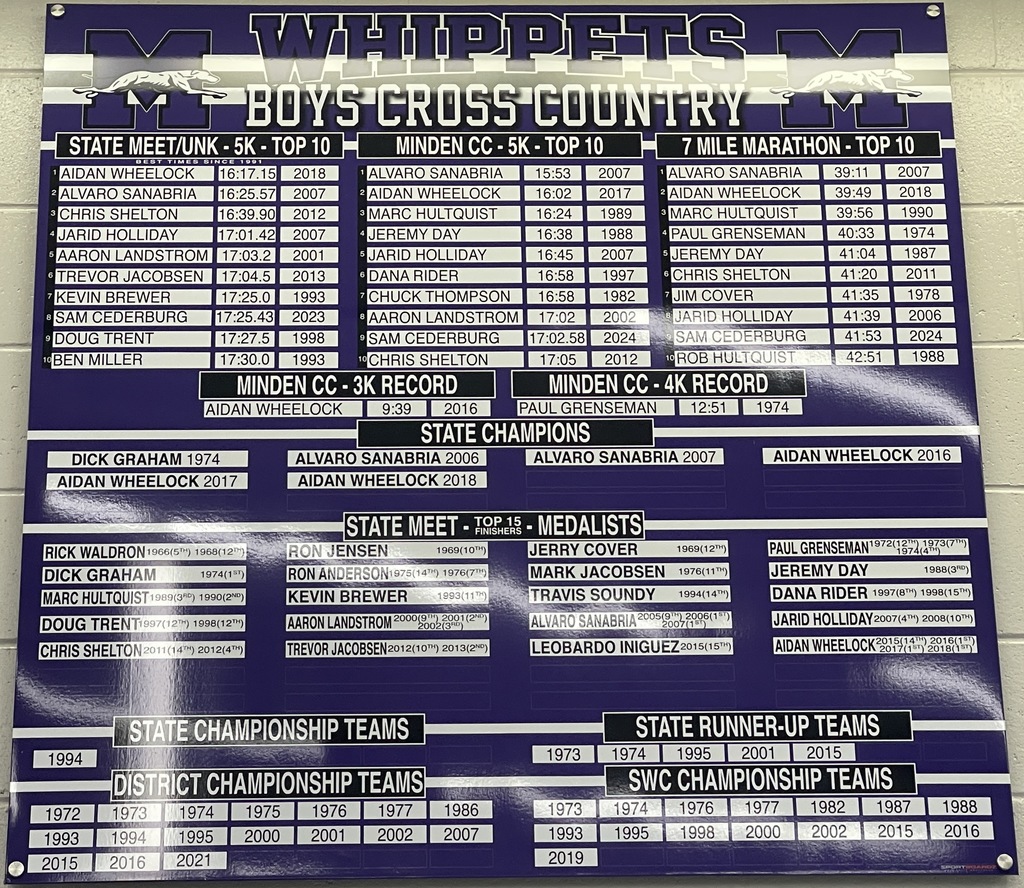 WHIPPETS
BOYS CROSS COUNTRY
M
M
STATE MEET/UNK - 5K - TOP 10
BEST TIMES SINCE 1991
1 AIDAN WHEELOCK 16:17.15 2018
2 ALVARO SANABRIA 16:25.57 2007
3 CHRIS SHELTON 16:39.90 2012
4 JARID HOLLIDAY 17:01.42 2007
5 AARON LANDSTROM 17:03.2 2001
6 TREVOR JACOBSEN 17:04.5 2013
7 KEVIN BREWER 17:25.0 1993
8 SAM CEDERBURG 17:25.43 2023
9 DOUG TRENT 17:27.5 1998
10 BEN MILLER 17:30.0 1993
MINDEN CC - 5K - TOP 10
1 ALVARO SANABRIA 15:53 2007
2 AIDAN WHEELOCK 16:02 2017
3 MARC HULTQUIST 16:24 1989
4 JEREMY DAY 16:38 1988
5 JARID HOLLIDAY 16:45 2007
6 DANA RIDER 16:58 1997
7 CHUCK THOMPSON 16:58 1982
8 AARON LANDSTROM 17:02 2002
9 SAM CEDERBURG 17:02.58 2024
10 CHRIS SHELTON 17:05 2012
7 MILE MARATHON - TOP 10
1 ALVARO SANABRIA 39:11 2007
2 AIDAN WHEELOCK 39:49 2018
3 MARC HULTQUIST 39:56 1990
4 PAUL GRENSEMAN 40:33 1974
5 JEREMY DAY 41:04 1987
6 CHRIS SHELTON 41:20 2011
7 JIM COVER 41:35 1978
8 JARID HOLLIDAY 41:39 2006
9 SAM CEDERBURG 41:53 2024
10 ROB HULTQUIST 42:51 1988
MINDEN CC - 3K RECORD
AIDAN WHEELOCK 9:39 2016
MINDEN CC - 4K RECORD
PAUL GRENSEMAN 12:51 1974
STATE CHAMPIONS
DICK GRAHAM 1974 ALVARO SANABRIA 2006 ALVARO SANABRIA 2007 AIDAN WHEELOCK 2016
AIDAN WHEELOCK 2017 AIDAN WHEELOCK 2018
STATE MEET - TOP 15 FINISHERS - MEDALISTS
RICK WALDRON 1966(5TH) 1968(12TH)
RON JENSEN 1969(10TH)
JERRY COVER 1969(12TH)
PAUL GRENSEMAN 1972(12TH) 1973(7TH)
1974(4TH)
DICK GRAHAM 1974(1ST)
RON ANDERSON 1975(14TH) 1976(7TH)
MARK JACOBSEN 1976(11TH)
JEREMY DAY 1988(3RD)
MARC HULTQUIST 1989(3RD) 1990(2ND)
KEVIN BREWER 1993(11TH)
TRAVIS SOUNDY 1994(14TH)
DANA RIDER 1997(8TH) 1998(15TH)
DOUG TRENT 1997(12TH) 1998(12TH)
AARON LANDSTROM 2000(9TH) 2001(2ND)
2002(3RD)
ALVARO SANABRIA 2005(9TH) 2006(1ST)
2007(1ST)
JARID HOLLIDAY 2007(4TH) 2008(10TH)
CHRIS SHELTON 2011(14TH) 2012(4TH)
TREVOR JACOBSEN 2012(10TH) 2013(2ND)
LEOBARDO INIGUEZ 2015(15TH)
AIDAN WHEELOCK 2015(14TH) 2016(1ST)
2017(1ST) 2018(1ST)
STATE CHAMPIONSHIP TEAMS
1994
STATE RUNNER-UP TEAMS
1973 1974 1995 2001 2015
DISTRICT CHAMPIONSHIP TEAMS
1972 1973 1974 1975 1976 1977 1986
1993 1994 1995 2000 2001 2002 2007
2015 2016 2021
SWC CHAMPIONSHIP TEAMS
1973 1974 1976 1977 1982 1987 1988
1993 1995 1998 2000 2002 2015 2016
2019